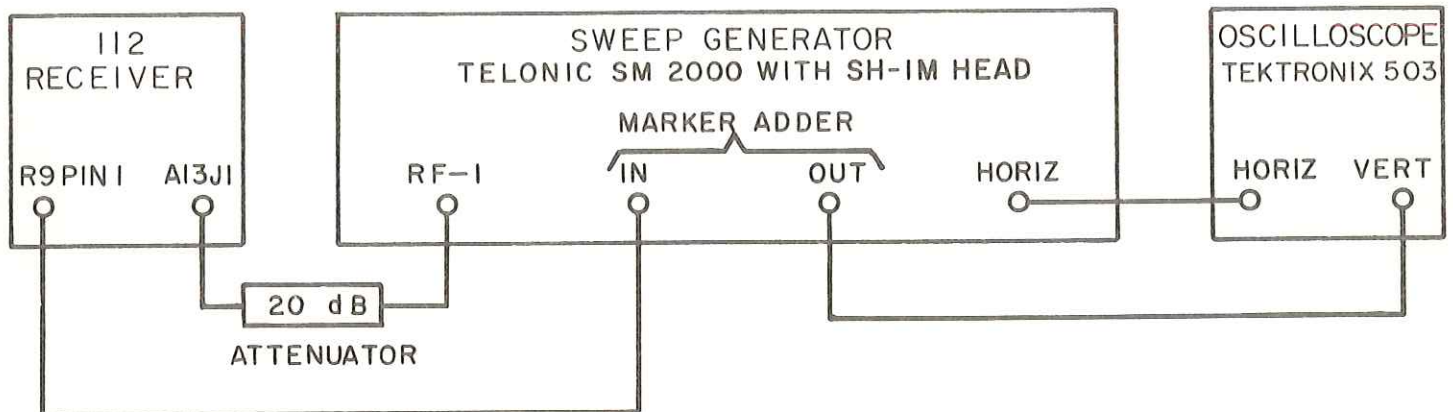 112
RECEIVER
R9 PIN 1 A13J1
SWEEP GENERATOR
TELONIC SM 2000 WITH SH-1M HEAD
MARKER ADDER
RF-1 IN OUT HORIZ
OSCILLOSCOPE
TEKTRONIX 503
HORIZ VERT
20 dB
ATTENUATOR